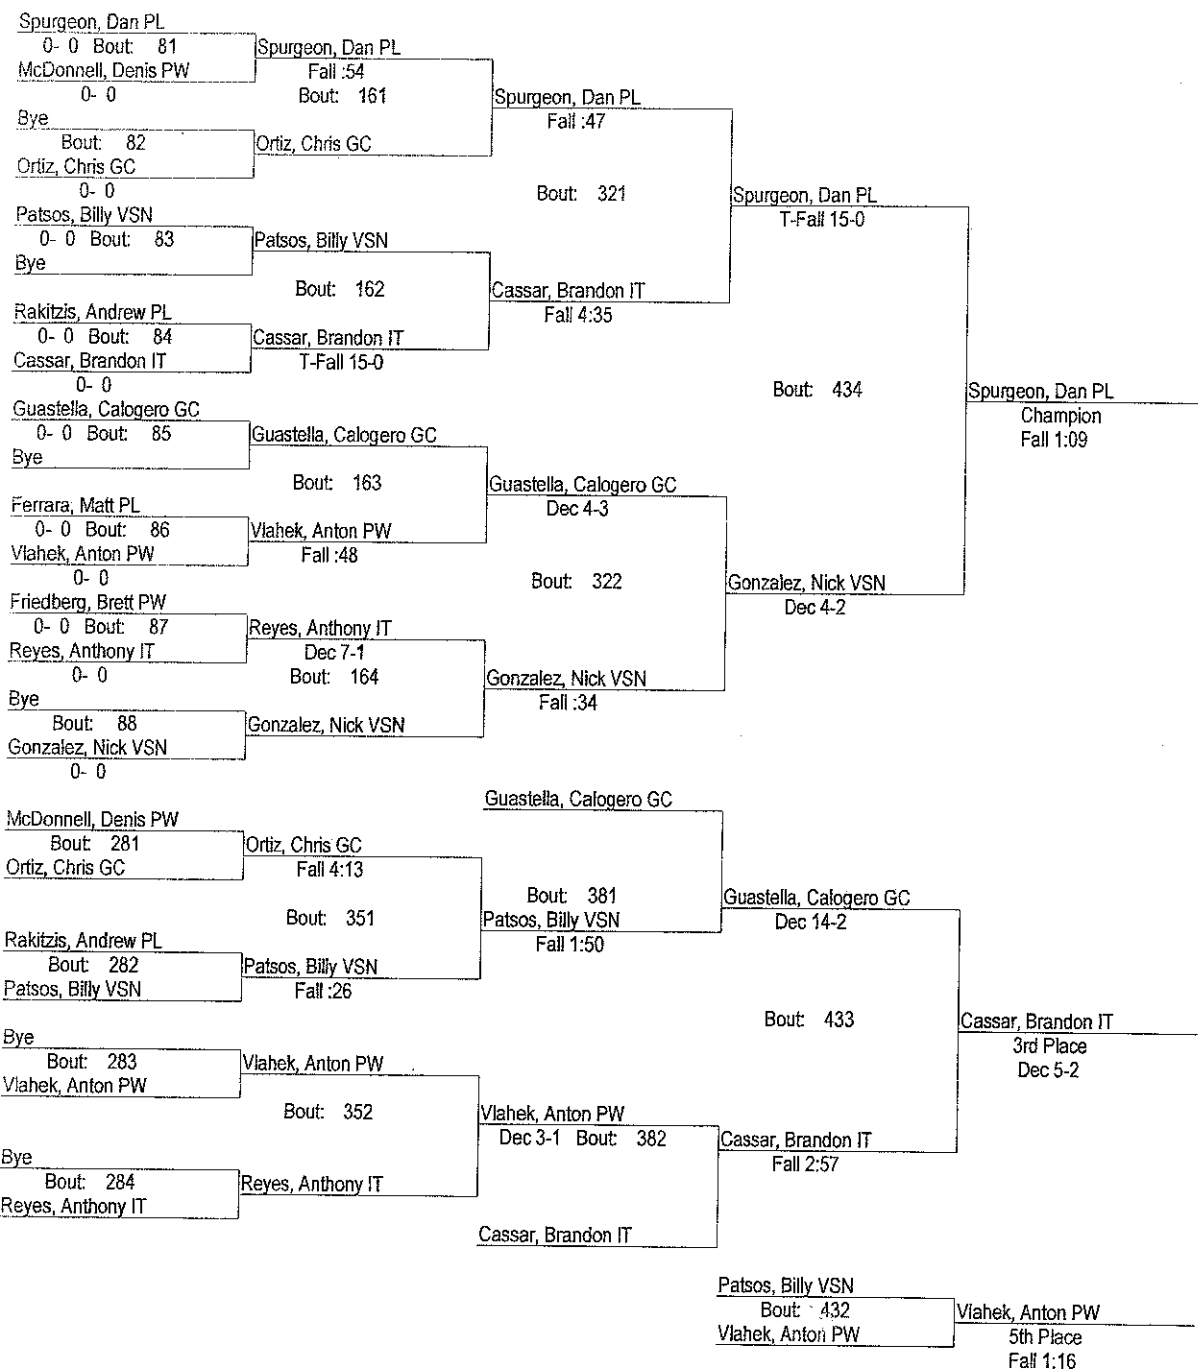 Spurgeon, Dan PL
0- 0 Bout: 81
McDonnell, Denis PW
0- 0
Bye
Bout: 82
Ortiz, Chris GC
0- 0
Patsos, Billy VSN
0- 0 Bout: 83
Bye
Rakitzis, Andrew PL
0- 0 Bout: 84
Cassar, Brandon IT
0- 0
Guastella, Calogero GC
0- 0 Bout: 85
Bye
Ferrara, Matt PL
0- 0 Bout: 86
Vlahek, Anton PW
0- 0
Friedberg, Brett PW
0- 0 Bout: 87
Reyes, Anthony IT
0- 0
Bye
Bout: 88
Gonzalez, Nick VSN
0- 0
Spurgeon, Dan PL
Fall :54
Bout: 161
Ortiz, Chris GC
Patsos, Billy VSN
Bout: 162
Cassar, Brandon IT
T-Fall 15-0
Guastella, Calogero GC
Bout: 163
Vlahek, Anton PW
Fall :48
Reyes, Anthony IT
Dec 7-1
Bout: 164
Gonzalez, Nick VSN
Spurgeon, Dan PL
Fall :47
Bout: 321
Cassar, Brandon IT
Fall 4:35
Guastella, Calogero GC
Dec 4-3
Bout: 322
Gonzalez, Nick VSN
Fall :34
Spurgeon, Dan PL
T-Fall 15-0
Bout: 434
Gonzalez, Nick VSN
Dec 4-2
Spurgeon, Dan PL
Champion
Fall 1:09
McDonnell, Denis PW
Bout: 281
Ortiz, Chris GC
Rakitzis, Andrew PL
Bout: 282
Patsos, Billy VSN
Bye
Bout: 283
Vlahek, Anton PW
Bye
Bout: 284
Reyes, Anthony IT
Ortiz, Chris GC
Fall 4:13
Bout: 351
Patsos, Billy VSN
Fall :26
Vlahek, Anton PW
Bout: 352
Reyes, Anthony IT
Guastella, Calogero GC
Bout: 381
Patsos, Billy VSN
Fall 1:50
Vlahek, Anton PW
Dec 3-1 Bout: 382
Cassar, Brandon IT
Guastella, Calogero GC
Dec 14-2
Bout: 433
Cassar, Brandon IT
Fall 2:57
Cassar, Brandon IT
3rd Place
Dec 5-2
Patsos, Billy VSN
Bout: 432
Vlahek, Anton PW
Vlahek, Anton PW
5th Place
Fall 1:16